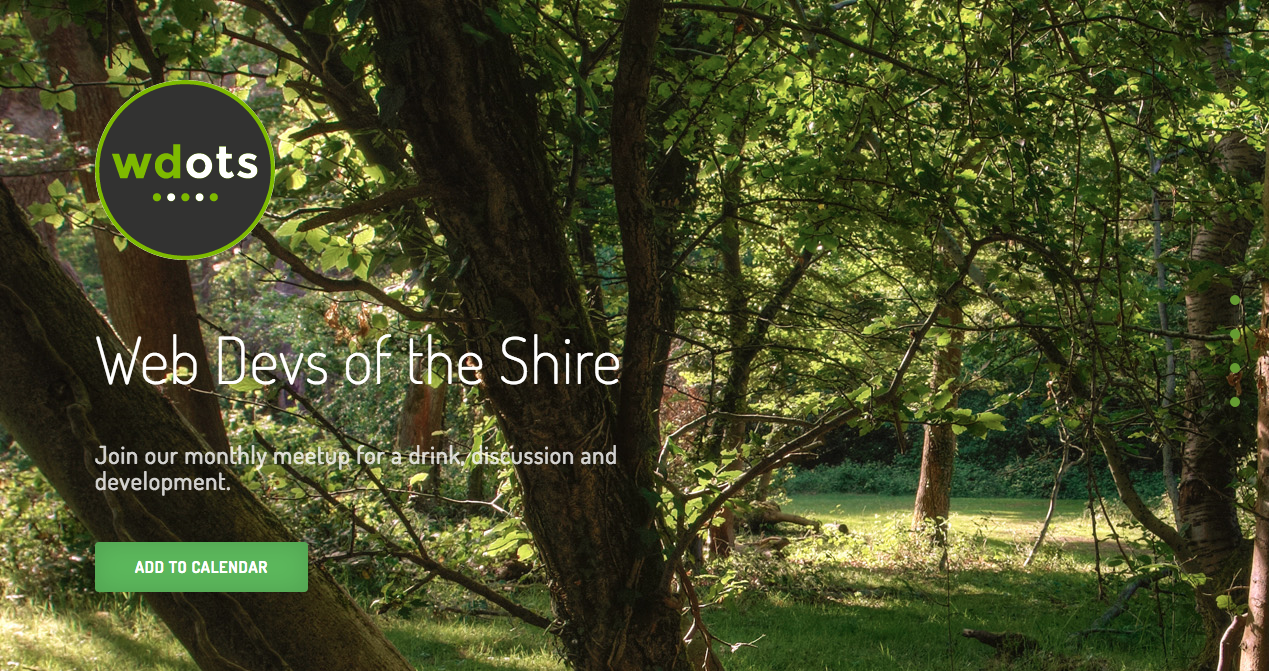 wdots
Web Devs of the Shire
Join our monthly meetup for a drink, discussion and
development.
ADD TO CALENDAR